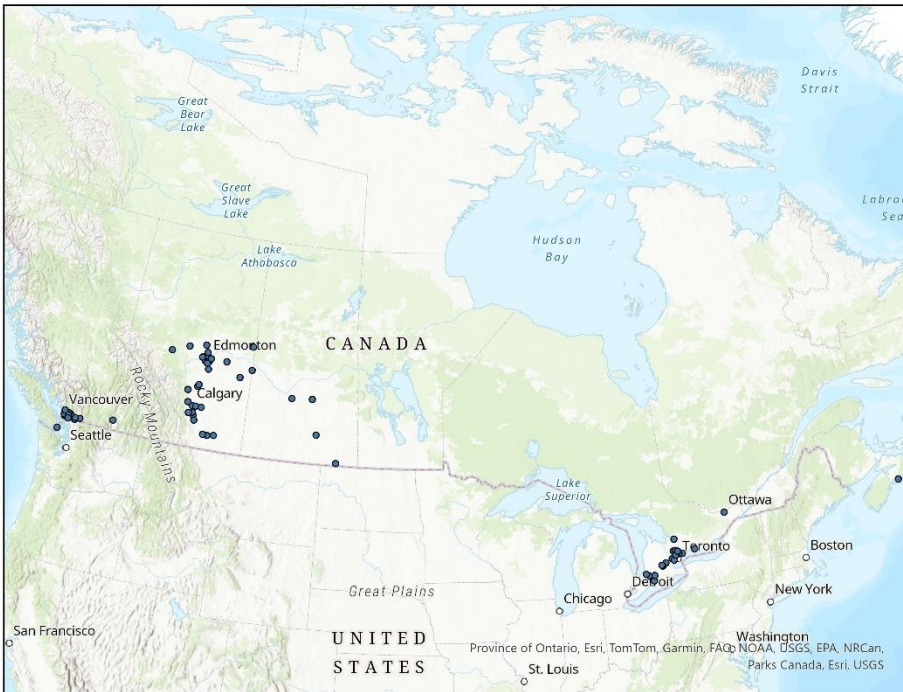 Davis
Strait
Great
Bear
Lake
Great
Slave
Lake
Labra
Sea
Hudson
Bay
Lake
Athabasca
Edmonton
CANADA
Rocky Mountains
Calgary
Vancouver
Seattle
Lake
Superior
Ottawa
Toronto
Boston
Detroit
New York
Great Plains
Chicago
San Francisco
UNITED
STATES
Washington
St. Louis
Province of Ontario, Esri, TomTom, Garmin, FAO, NOAA, USGS, EPA, NRCan,
Parks Canada, Esri, USGS